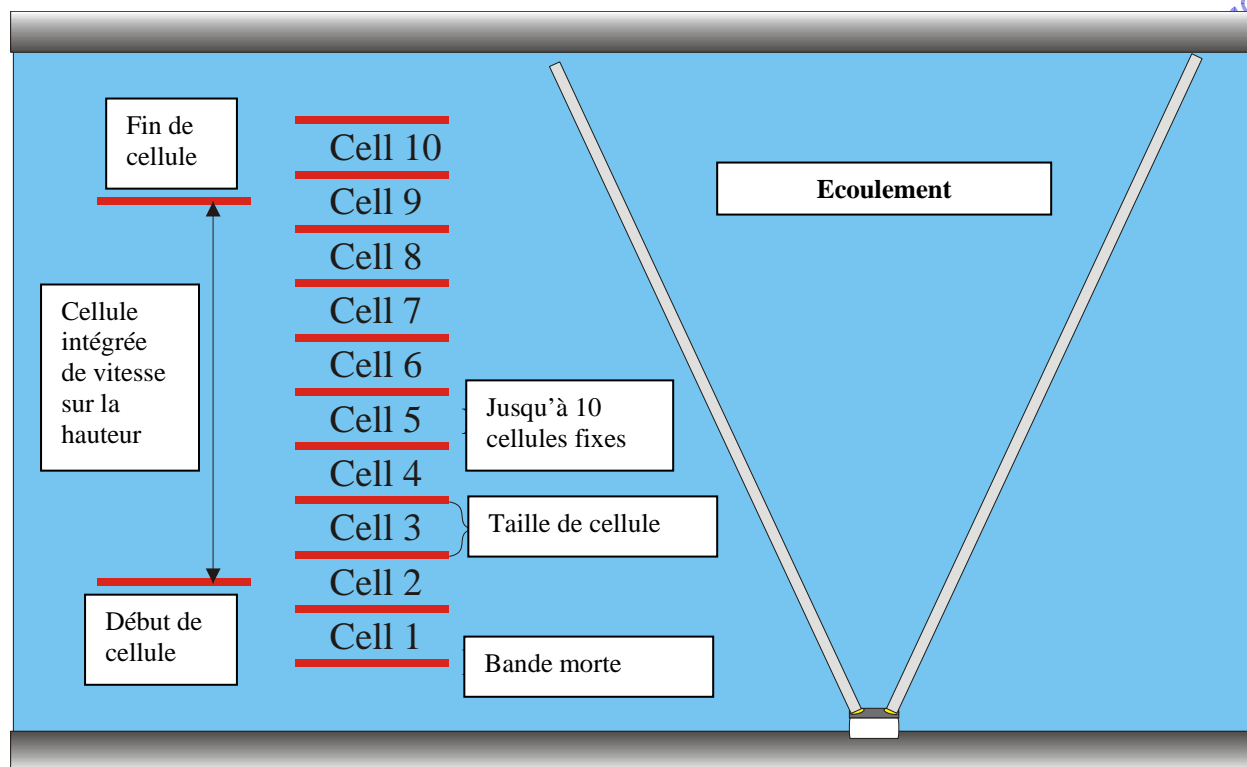 Fin de
cellule
Cellule
intégrée
de vitesse
sur la
hauteur
Début de
cellule
Cell 10
Cell 9
Cell 8
Cell 7
Cell 6
Cell 5
Cell 4
Cell 3
Cell 2
Cell 1
Jusqu’à 10
cellules fixes
Taille de cellule
Bande morte
Ecoulement